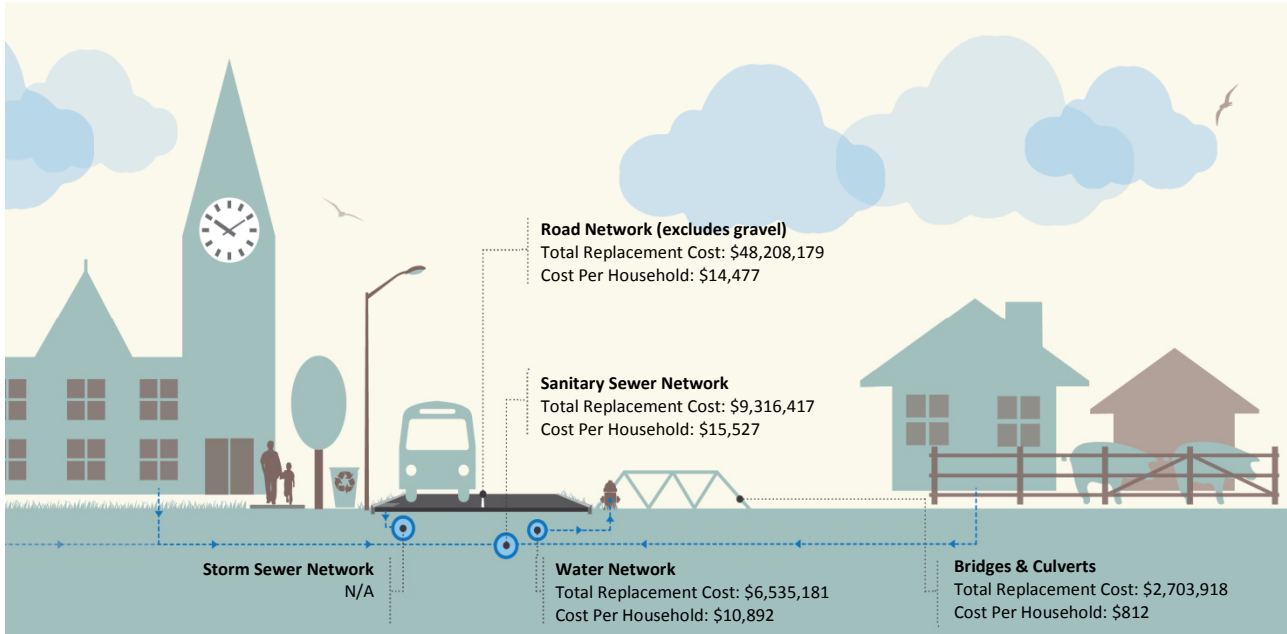 Road Network (excludes gravel)
Total Replacement Cost: $48,208,179
Cost Per Household: $14,477
Sanitary Sewer Network
Total Replacement Cost: $9,316,417
Cost Per Household: $15,527
Storm Sewer Network
N/A
Water Network
Total Replacement Cost: $6,535,181
Cost Per Household: $10,892
Bridges & Culverts
Total Replacement Cost: $2,703,918
Cost Per Household: $812